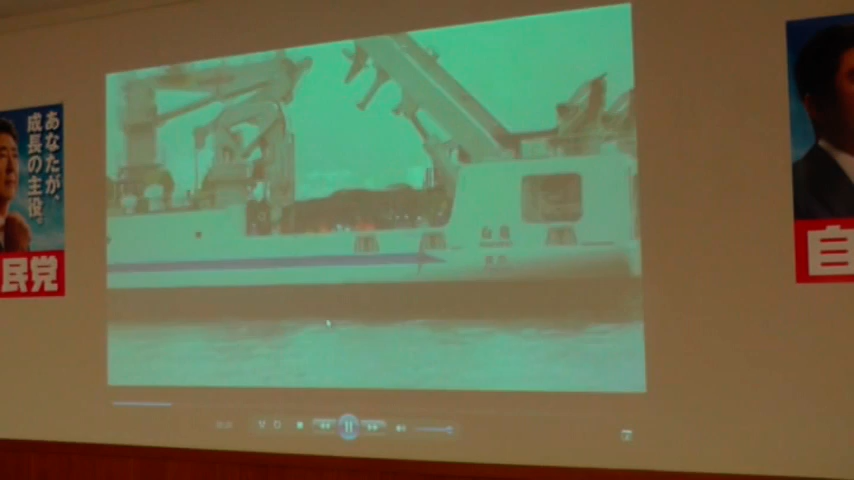 あなたが、
成長の主役。
民党
自